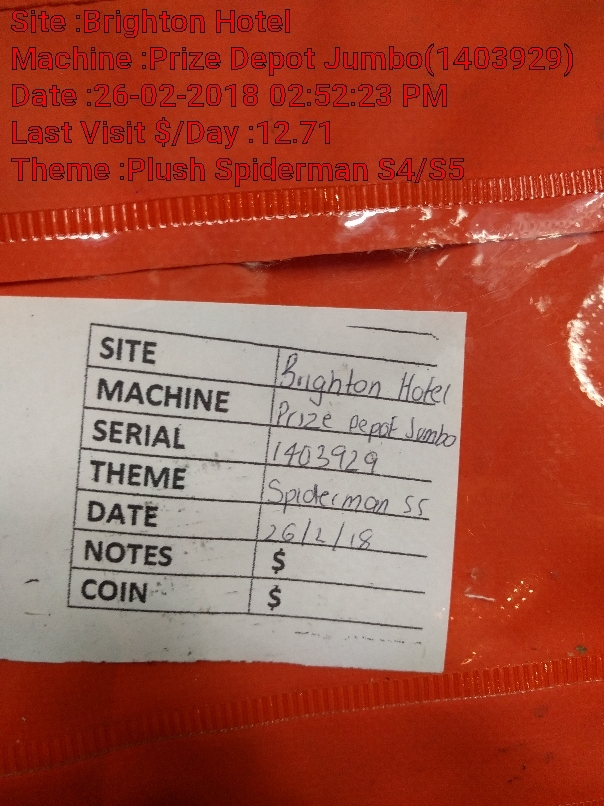 Site :Brighton Hotel
Machine :Prize Depot Jumbo(1403929)
Date :26-02-2018 02:52:23 PM
Last Visit $/Day :12.71
Theme :Plush Spiderman S4/S5
SITE Brighton Hotel
MACHINE Prize Depot Jumbo
SERIAL 1403929
THEME Spiderman S5
DATE 26/2/18
NOTES $
COIN $